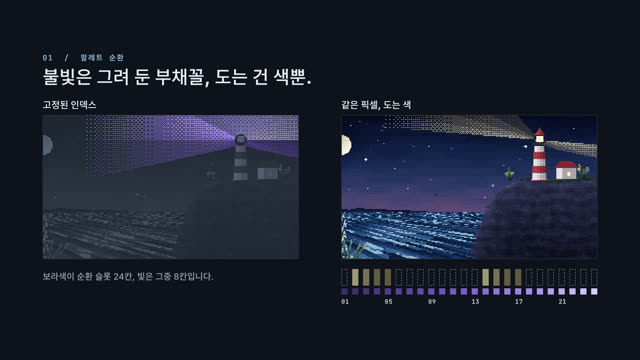 01 / 팔레트 순환
불빛은 그려 둔 부채꼴, 도는 건 색뿐.
고정된 인덱스
같은 픽셀, 도는 색
보라색이 순환 슬롯 24칸, 빛은 그중 8칸입니다.
01 05 09 13 17 21